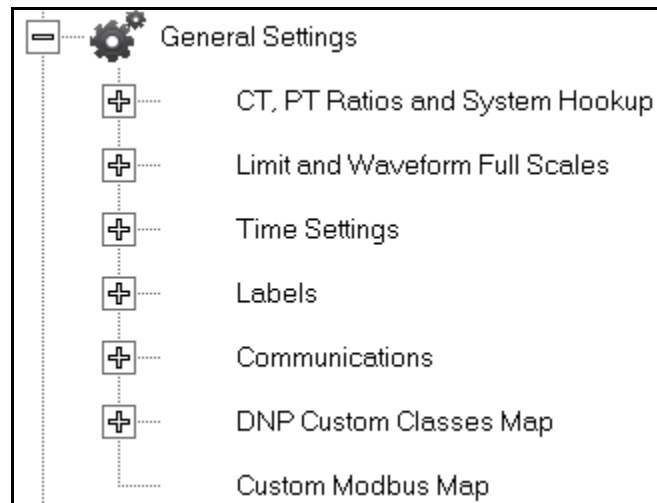 General Settings
CT, PT Ratios and System Hookup
Limit and Waveform Full Scales
Time Settings
Labels
Communications
DNP Custom Classes Map
Custom Modbus Map